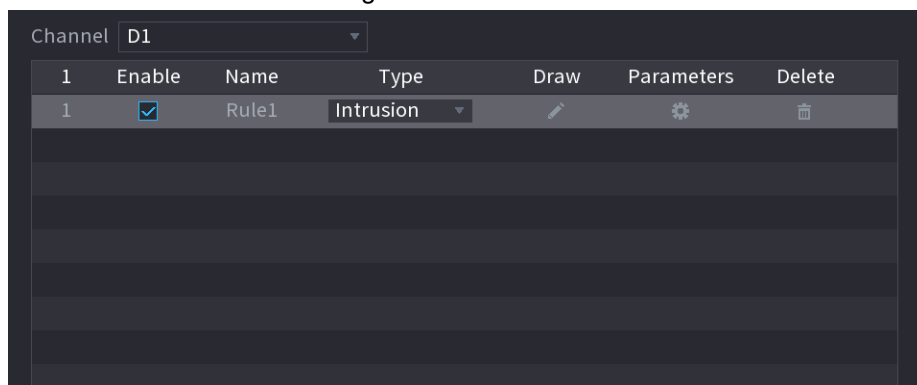 Channel D1
1 Enable Name Type Draw Parameters Delete
1 Rule1 Intrusion